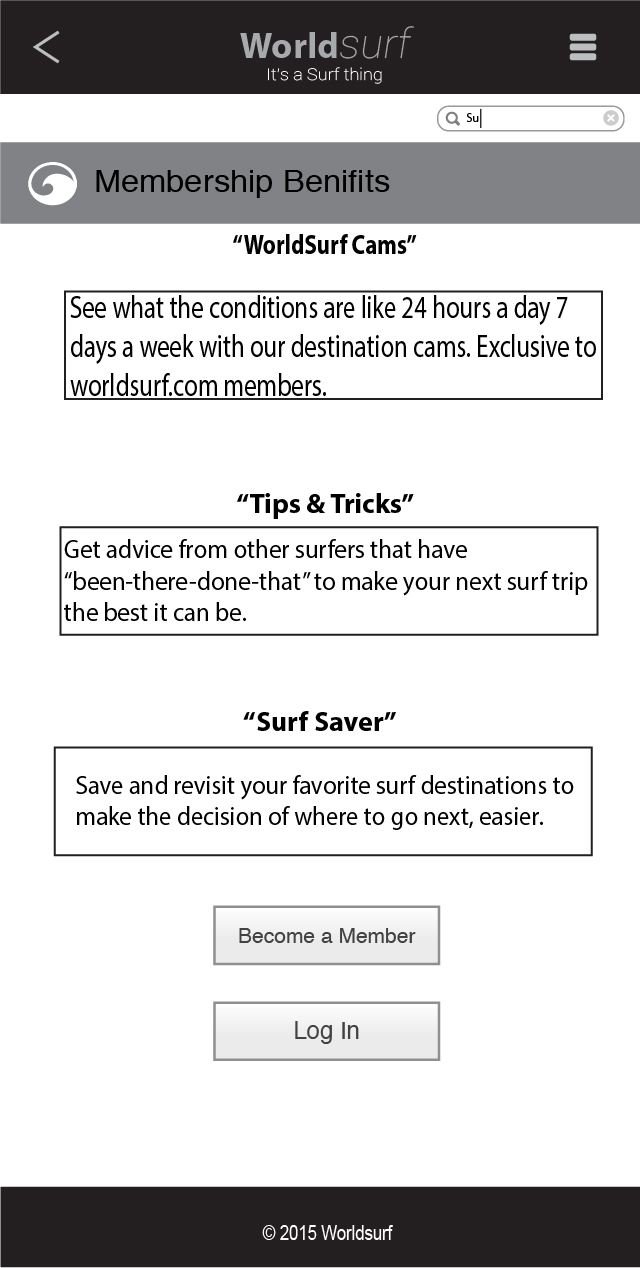 Worldsurf
It's a Surf thing
Su
Membership Benifits
“WorldSurf Cams”
See what the conditions are like 24 hours a day 7
days a week with our destination cams. Exclusive to
worldsurf.com members.
“Tips & Tricks”
Get advice from other surfers that have
“been-there-done-that” to make your next surf trip
the best it can be.
“Surf Saver”
Save and revisit your favorite surf destinations to
make the decision of where to go next, easier.
Become a Member
Log In
© 2015 Worldsurf